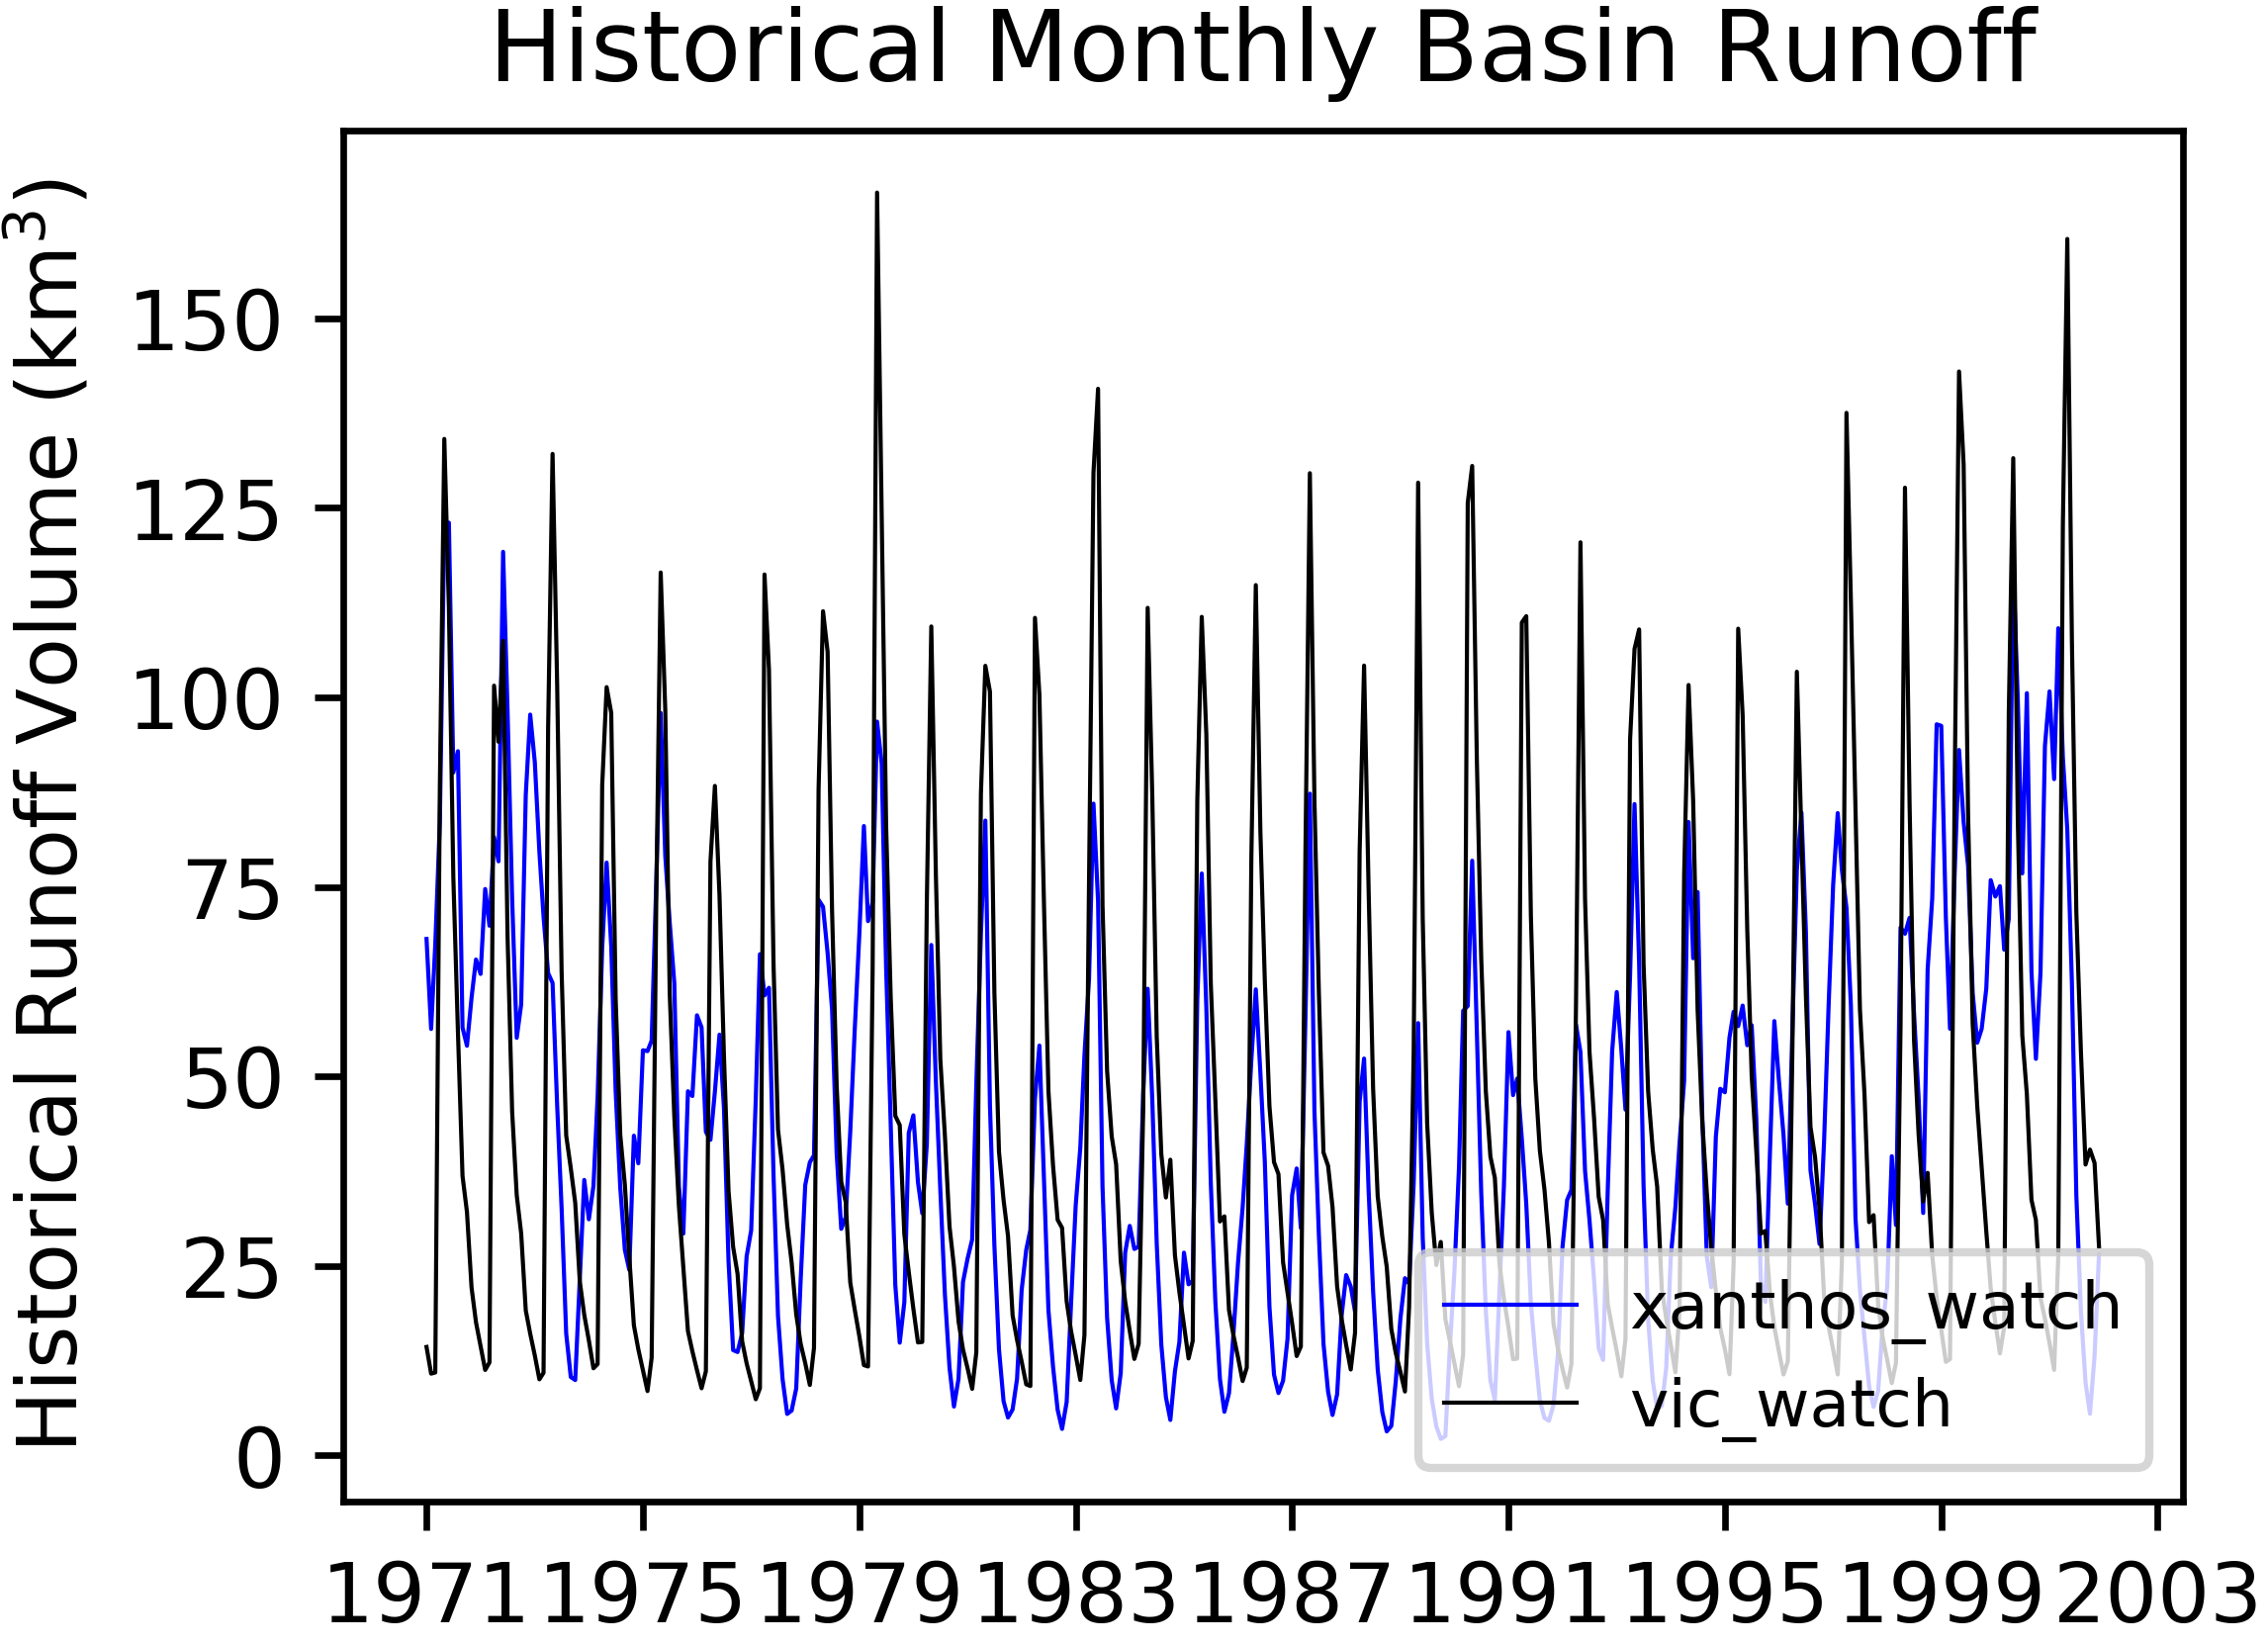 Historical Monthly Basin Runoff
Historical Runoff Volume (km³)
150
125
100
75
50
25
0
1971 1975 1979 1983 1987 1991 1995 1999 2003
xanthos_watch
vic_watch